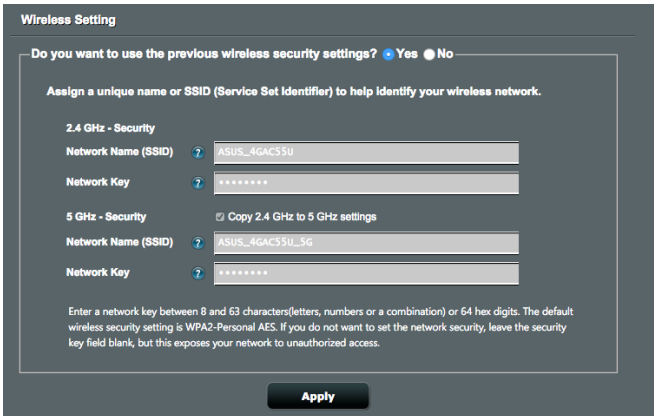 Wireless Setting
Do you want to use the previous wireless security settings? Yes No
Assign a unique name or SSID (Service Set Identifier) to help identify your wireless network.
2.4 GHz - Security
Network Name (SSID) ? ASUS_4GAC55U
Network Key ? ••••••••
5 GHz - Security Copy 2.4 GHz to 5 GHz settings
Network Name (SSID) ? ASUS_4GAC55U_5G
Network Key ? ••••••••
Enter a network key between 8 and 63 characters(letters, numbers or a combination) or 64 hex digits. The default
wireless security setting is WPA2-Personal AES. If you do not want to set the network security, leave the security
key field blank, but this exposes your network to unauthorized access.
Apply